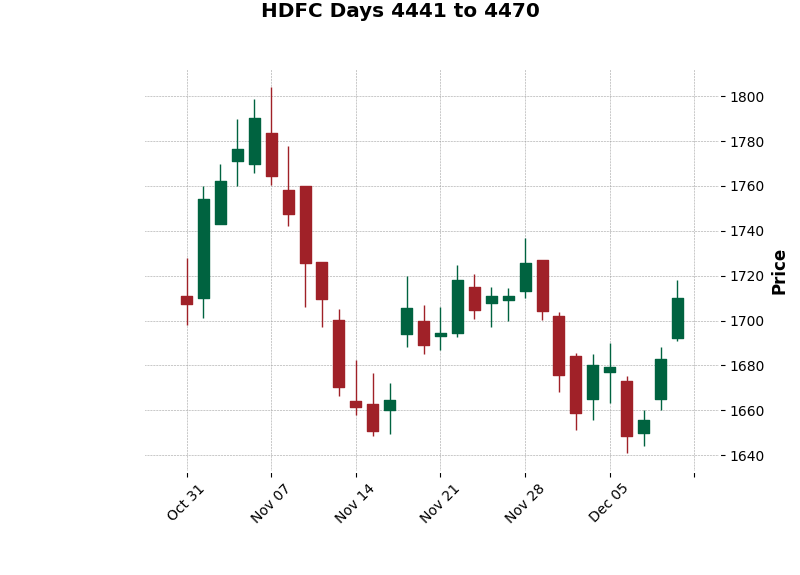 HDFC Days 4441 to 4470
1800
1780
1760
1740
1720
1700
1680
1660
1640
Price
Oct 31
Nov 07
Nov 14
Nov 21
Nov 28
Dec 05